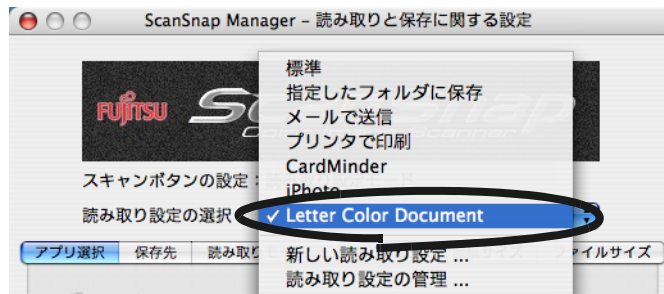 ScanSnap Manager – 読み取りと保存に関する設定
FUJITSU
標準
指定したフォルダに保存
メールで送信
プリンタで印刷
CardMinder
iPhoto
スキャンボタンの設定：
読み取り設定の選択
✓ Letter Color Document
アプリ選択 保存先 読み取り
新しい読み取り設定 ...
ファイルサイズ
読み取り設定の管理 ...